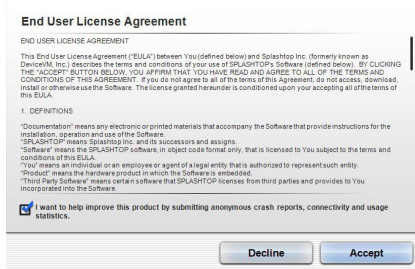 End User License Agreement
END USER LICENSE AGREEMENT
This End User License Agreement ("EULA") between You (defined below) and Splashtop Inc. (formerly known as
DeviceVM, Inc.) describes the terms and conditions of your use of SPLASHTOP's Software (defined below). BY CLICKING
THE "ACCEPT" BUTTON BELOW, YOU AFFIRM THAT YOU HAVE READ AND AGREE TO ALL OF THE TERMS AND
CONDITIONS OF THIS AGREEMENT. If you do not agree to all of the terms of this Agreement, do not access, download,
install or otherwise use the Software. The license granted hereunder is conditioned upon your accepting all of the terms of
this EULA.
1. DEFINITIONS
"Documentation" means any electronic or printed materials that accompany the Software that provide instructions for the
installation, operation and use of the Software.
"SPLASHTOP" means Splashtop Inc. and its successors and assigns.
"Software" means the SPLASHTOP software, in object code format only, that is licensed to You subject to the terms and
conditions of this EULA.
"You" means an individual or an employee or agent of a legal entity that is authorized to represent such entity.
"Product" means the hardware product in which the Software is embedded.
"Third Party Software" means certain software that SPLASHTOP licenses from third parties and provides to You
incorporated into the Software.
I want to help improve this product by submitting anonymous crash reports, connectivity and usage
statistics.
Decline
Accept